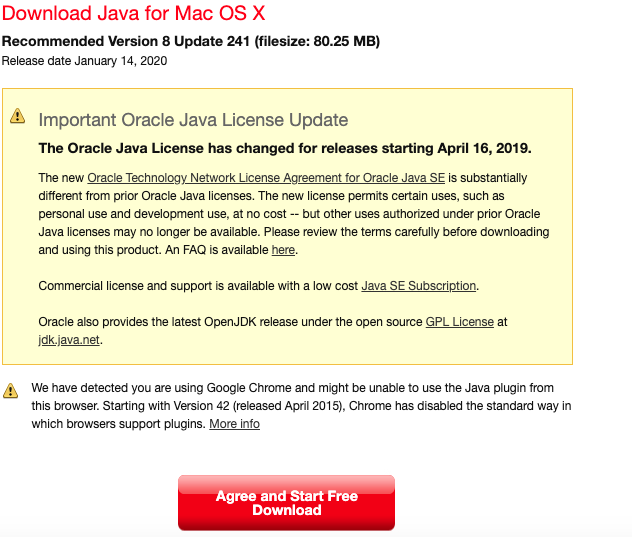 Download Java for Mac OS X
Recommended Version 8 Update 241 (filesize: 80.25 MB)
Release date January 14, 2020
Important Oracle Java License Update
The Oracle Java License has changed for releases starting April 16, 2019.
The new Oracle Technology Network License Agreement for Oracle Java SE is substantially
different from prior Oracle Java licenses. The new license permits certain uses, such as
personal use and development use, at no cost -- but other uses authorized under prior Oracle
Java licenses may no longer be available. Please review the terms carefully before downloading
and using this product. An FAQ is available here.
Commercial license and support is available with a low cost Java SE Subscription.
Oracle also provides the latest OpenJDK release under the open source GPL License at
jdk.java.net.
We have detected you are using Google Chrome and might be unable to use the Java plugin from
this browser. Starting with Version 42 (released April 2015), Chrome has disabled the standard way in
which browsers support plugins. More info
Agree and Start Free
Download